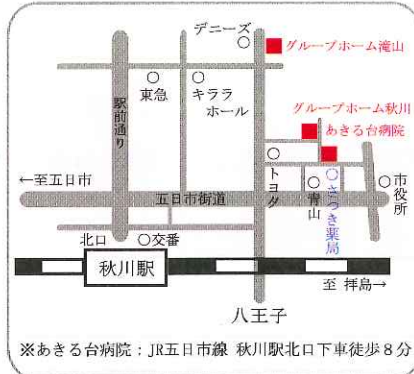 デニーズ
グループホーム滝山
東急
キララ
ホール
駅前通り
グループホーム秋川
あきる台病院
←至五日市
五日市街道
トヨタ
青山
さつき薬局
市役所
北口
交番
秋川駅
至 拝島→
八王子
※あきる台病院：JR五日市線 秋川駅北口下車徒歩8分